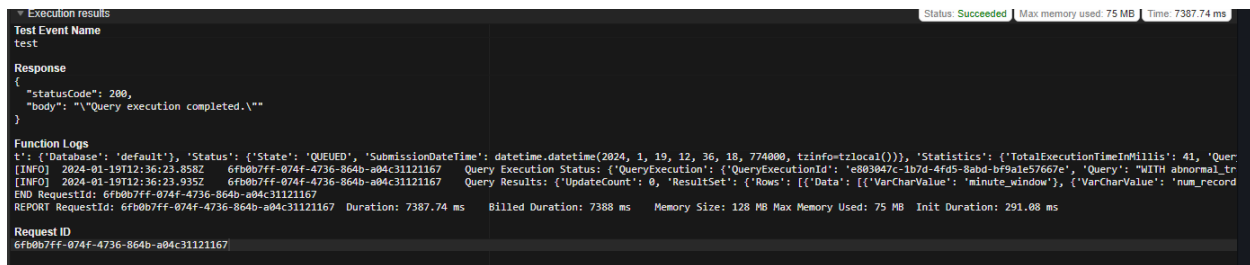 Execution results
Status: Succeeded
Max memory used: 75 MB
Time: 7387.74 ms
Test Event Name
test
Response
{
"statusCode": 200,
"body": "\"Query execution completed.\""
}
Function Logs
t': {'Database': 'default'}, 'Status': {'State': 'QUEUED', 'SubmissionDateTime': datetime.datetime(2024, 1, 19, 12, 36, 18, 774000, tzinfo=tzlocal())}, 'Statistics': {'TotalExecutionTimeInMillis': 41, 'Quer
[INFO] 2024-01-19T12:36:23.858Z 6fb0b7ff-074f-4736-864b-a04c31121167 Query Execution Status: {'QueryExecution': {'QueryExecutionId': 'e803047c-1b7d-4fd5-8abd-bf9a1e57667e', 'Query': "WITH abnormal_tr
[INFO] 2024-01-19T12:36:23.935Z 6fb0b7ff-074f-4736-864b-a04c31121167 Query Results: {'UpdateCount': 0, 'ResultSet': {'Rows': [{'Data': [{'VarCharValue': 'minute_window'}, {'VarCharValue': 'num_record
END RequestId: 6fb0b7ff-074f-4736-864b-a04c31121167
REPORT RequestId: 6fb0b7ff-074f-4736-864b-a04c31121167 Duration: 7387.74 ms Billed Duration: 7388 ms Memory Size: 128 MB Max Memory Used: 75 MB Init Duration: 291.08 ms
Request ID
6fb0b7ff-074f-4736-864b-a04c31121167